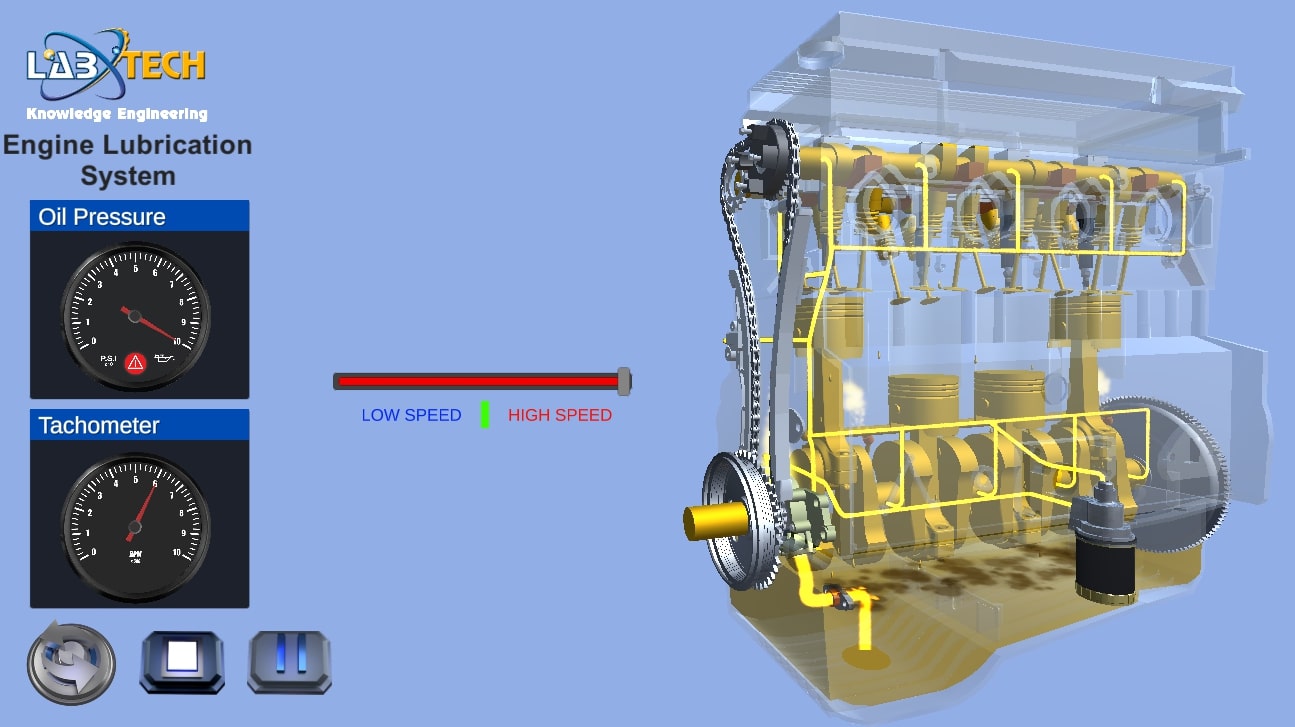 LABXTECH
Knowledge Engineering
Engine Lubrication
System
Oil Pressure
0 1 2 3 4 5 6 7 8 9 10
P.S.I
Tachometer
0 1 2 3 4 5 6 7 8 9 10
RPM
LOW SPEED HIGH SPEED